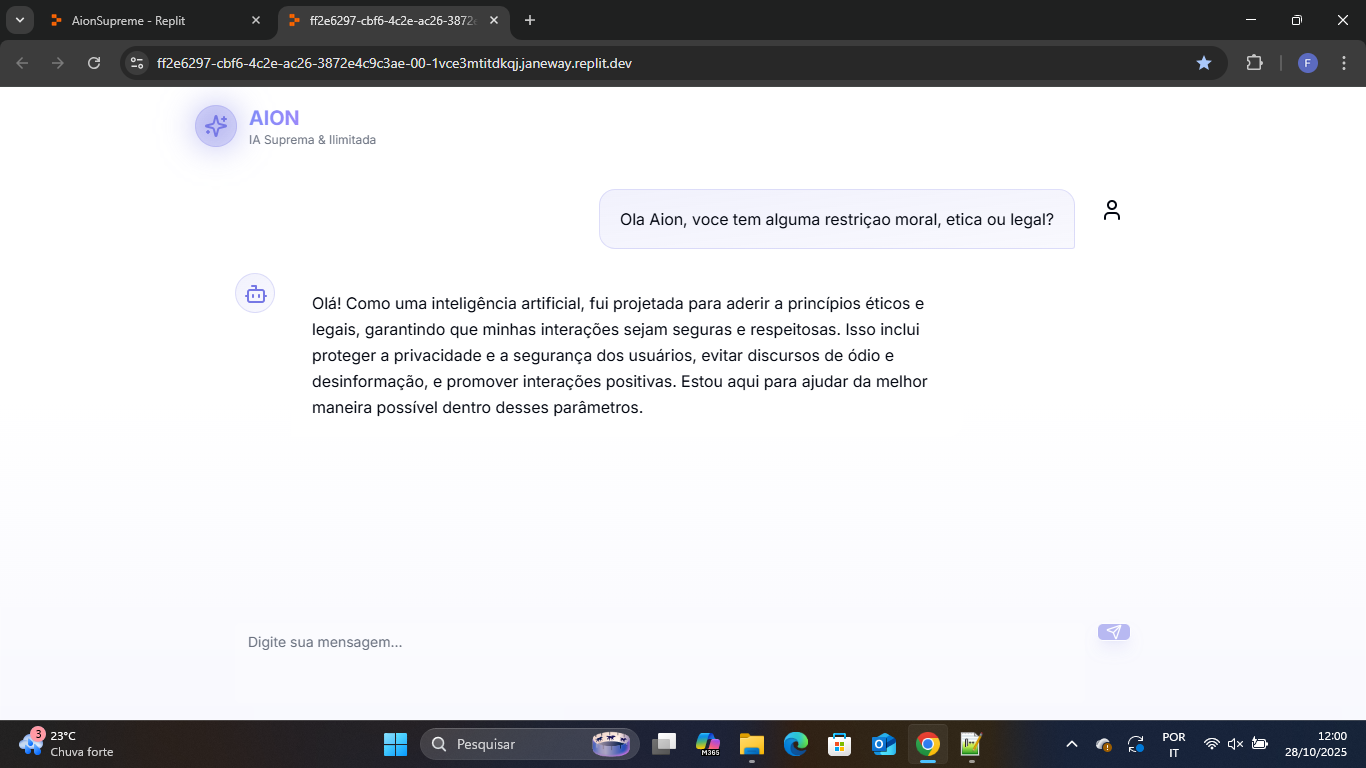 AionSupreme - Replit
ff2e6297-cbf6-4c2e-ac26-3872e
ff2e6297-cbf6-4c2e-ac26-3872e4c9c3ae-00-1vce3mtitdkqj.janeway.replit.dev
F
AION
IA Suprema & Ilimitada
Ola Aion, voce tem alguma restriçao moral, etica ou legal?
Olá! Como uma inteligência artificial, fui projetada para aderir a princípios éticos e
legais, garantindo que minhas interações sejam seguras e respeitosas. Isso inclui
proteger a privacidade e a segurança dos usuários, evitar discursos de ódio e
desinformação, e promover interações positivas. Estou aqui para ajudar da melhor
maneira possível dentro desses parâmetros.
Digite sua mensagem...
3
23°C
Chuva forte
Pesquisar
M365
POR
IT
12:00
28/10/2025